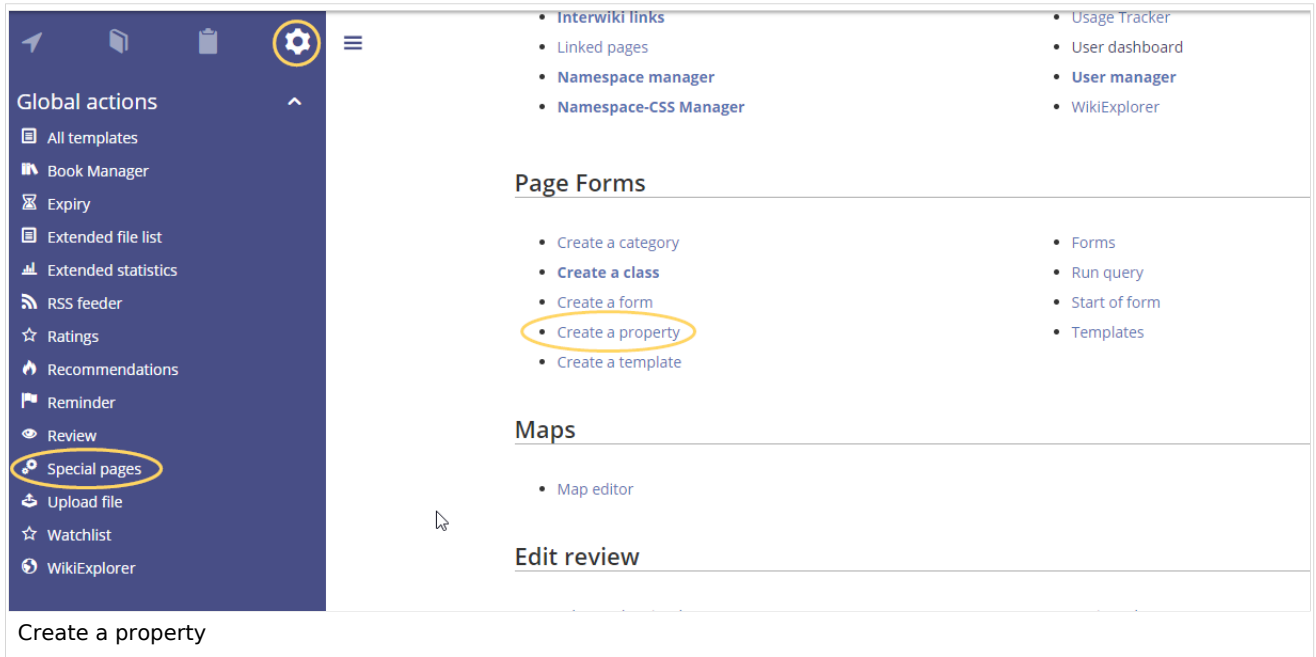 Global actions
All templates
Book Manager
Expiry
Extended file list
Extended statistics
RSS feeder
Ratings
Recommendations
Reminder
Review
Special pages
Upload file
Watchlist
WikiExplorer
Interwiki links
Linked pages
Namespace manager
Namespace-CSS Manager
Usage Tracker
User dashboard
User manager
WikiExplorer
Page Forms
Create a category
Create a class
Create a form
Create a property
Create a template
Forms
Run query
Start of form
Templates
Maps
Map editor
Edit review
Create a property